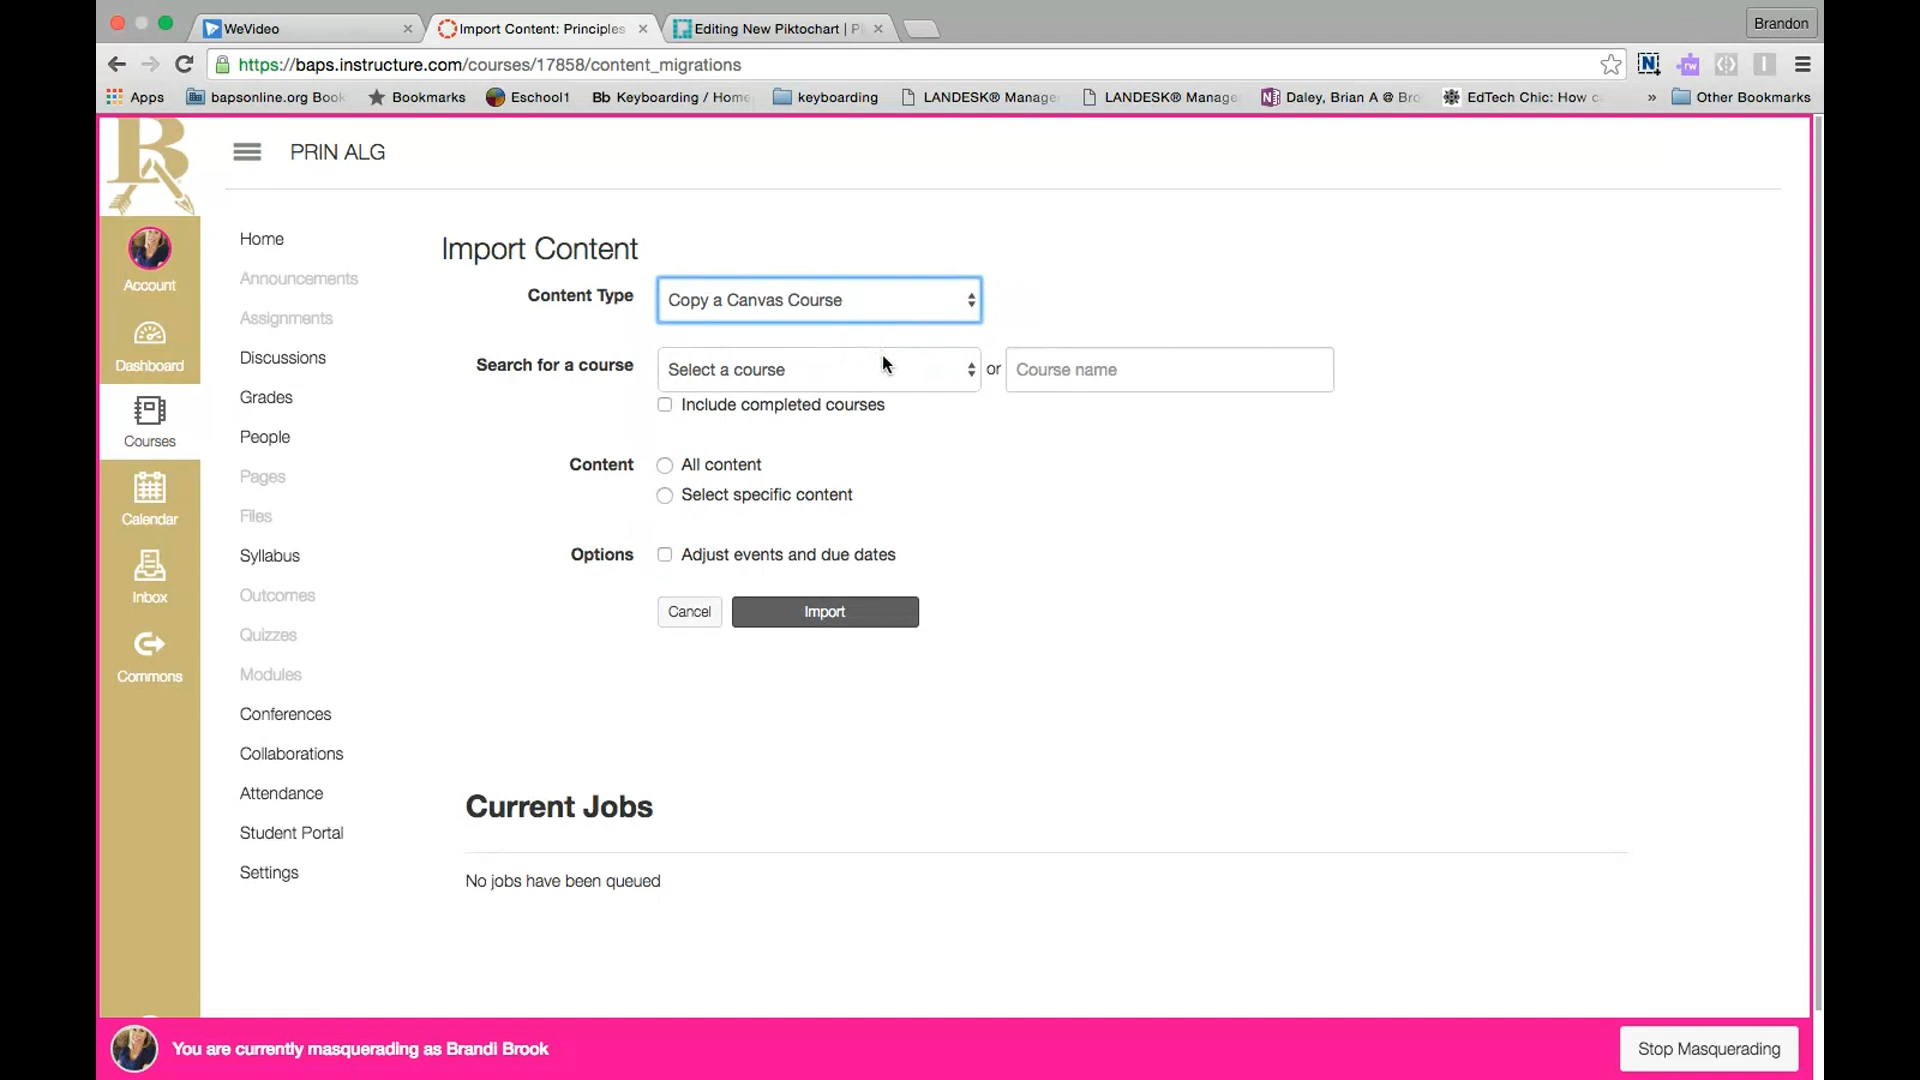 WeVideo
Import Content: Principles
Editing New Piktochart | P
Brandon
https://baps.instructure.com/courses/17858/content_migrations
N
rw
Apps
bapsonline.org Book
Bookmarks
Eschool1
Bb Keyboarding / Home
keyboarding
LANDESK® Manage
LANDESK® Manage
N Daley, Brian A @ Bro
EdTech Chic: How c
» Other Bookmarks
B
PRIN ALG
Account
Dashboard
Courses
Calendar
Inbox
Commons
Home
Announcements
Assignments
Discussions
Grades
People
Pages
Files
Syllabus
Outcomes
Quizzes
Modules
Conferences
Collaborations
Attendance
Student Portal
Settings
Import Content
Content Type Copy a Canvas Course
Search for a course Select a course or Course name
Include completed courses
Content All content
Select specific content
Options Adjust events and due dates
Cancel Import
Current Jobs
No jobs have been queued
You are currently masquerading as Brandi Brook
Stop Masquerading